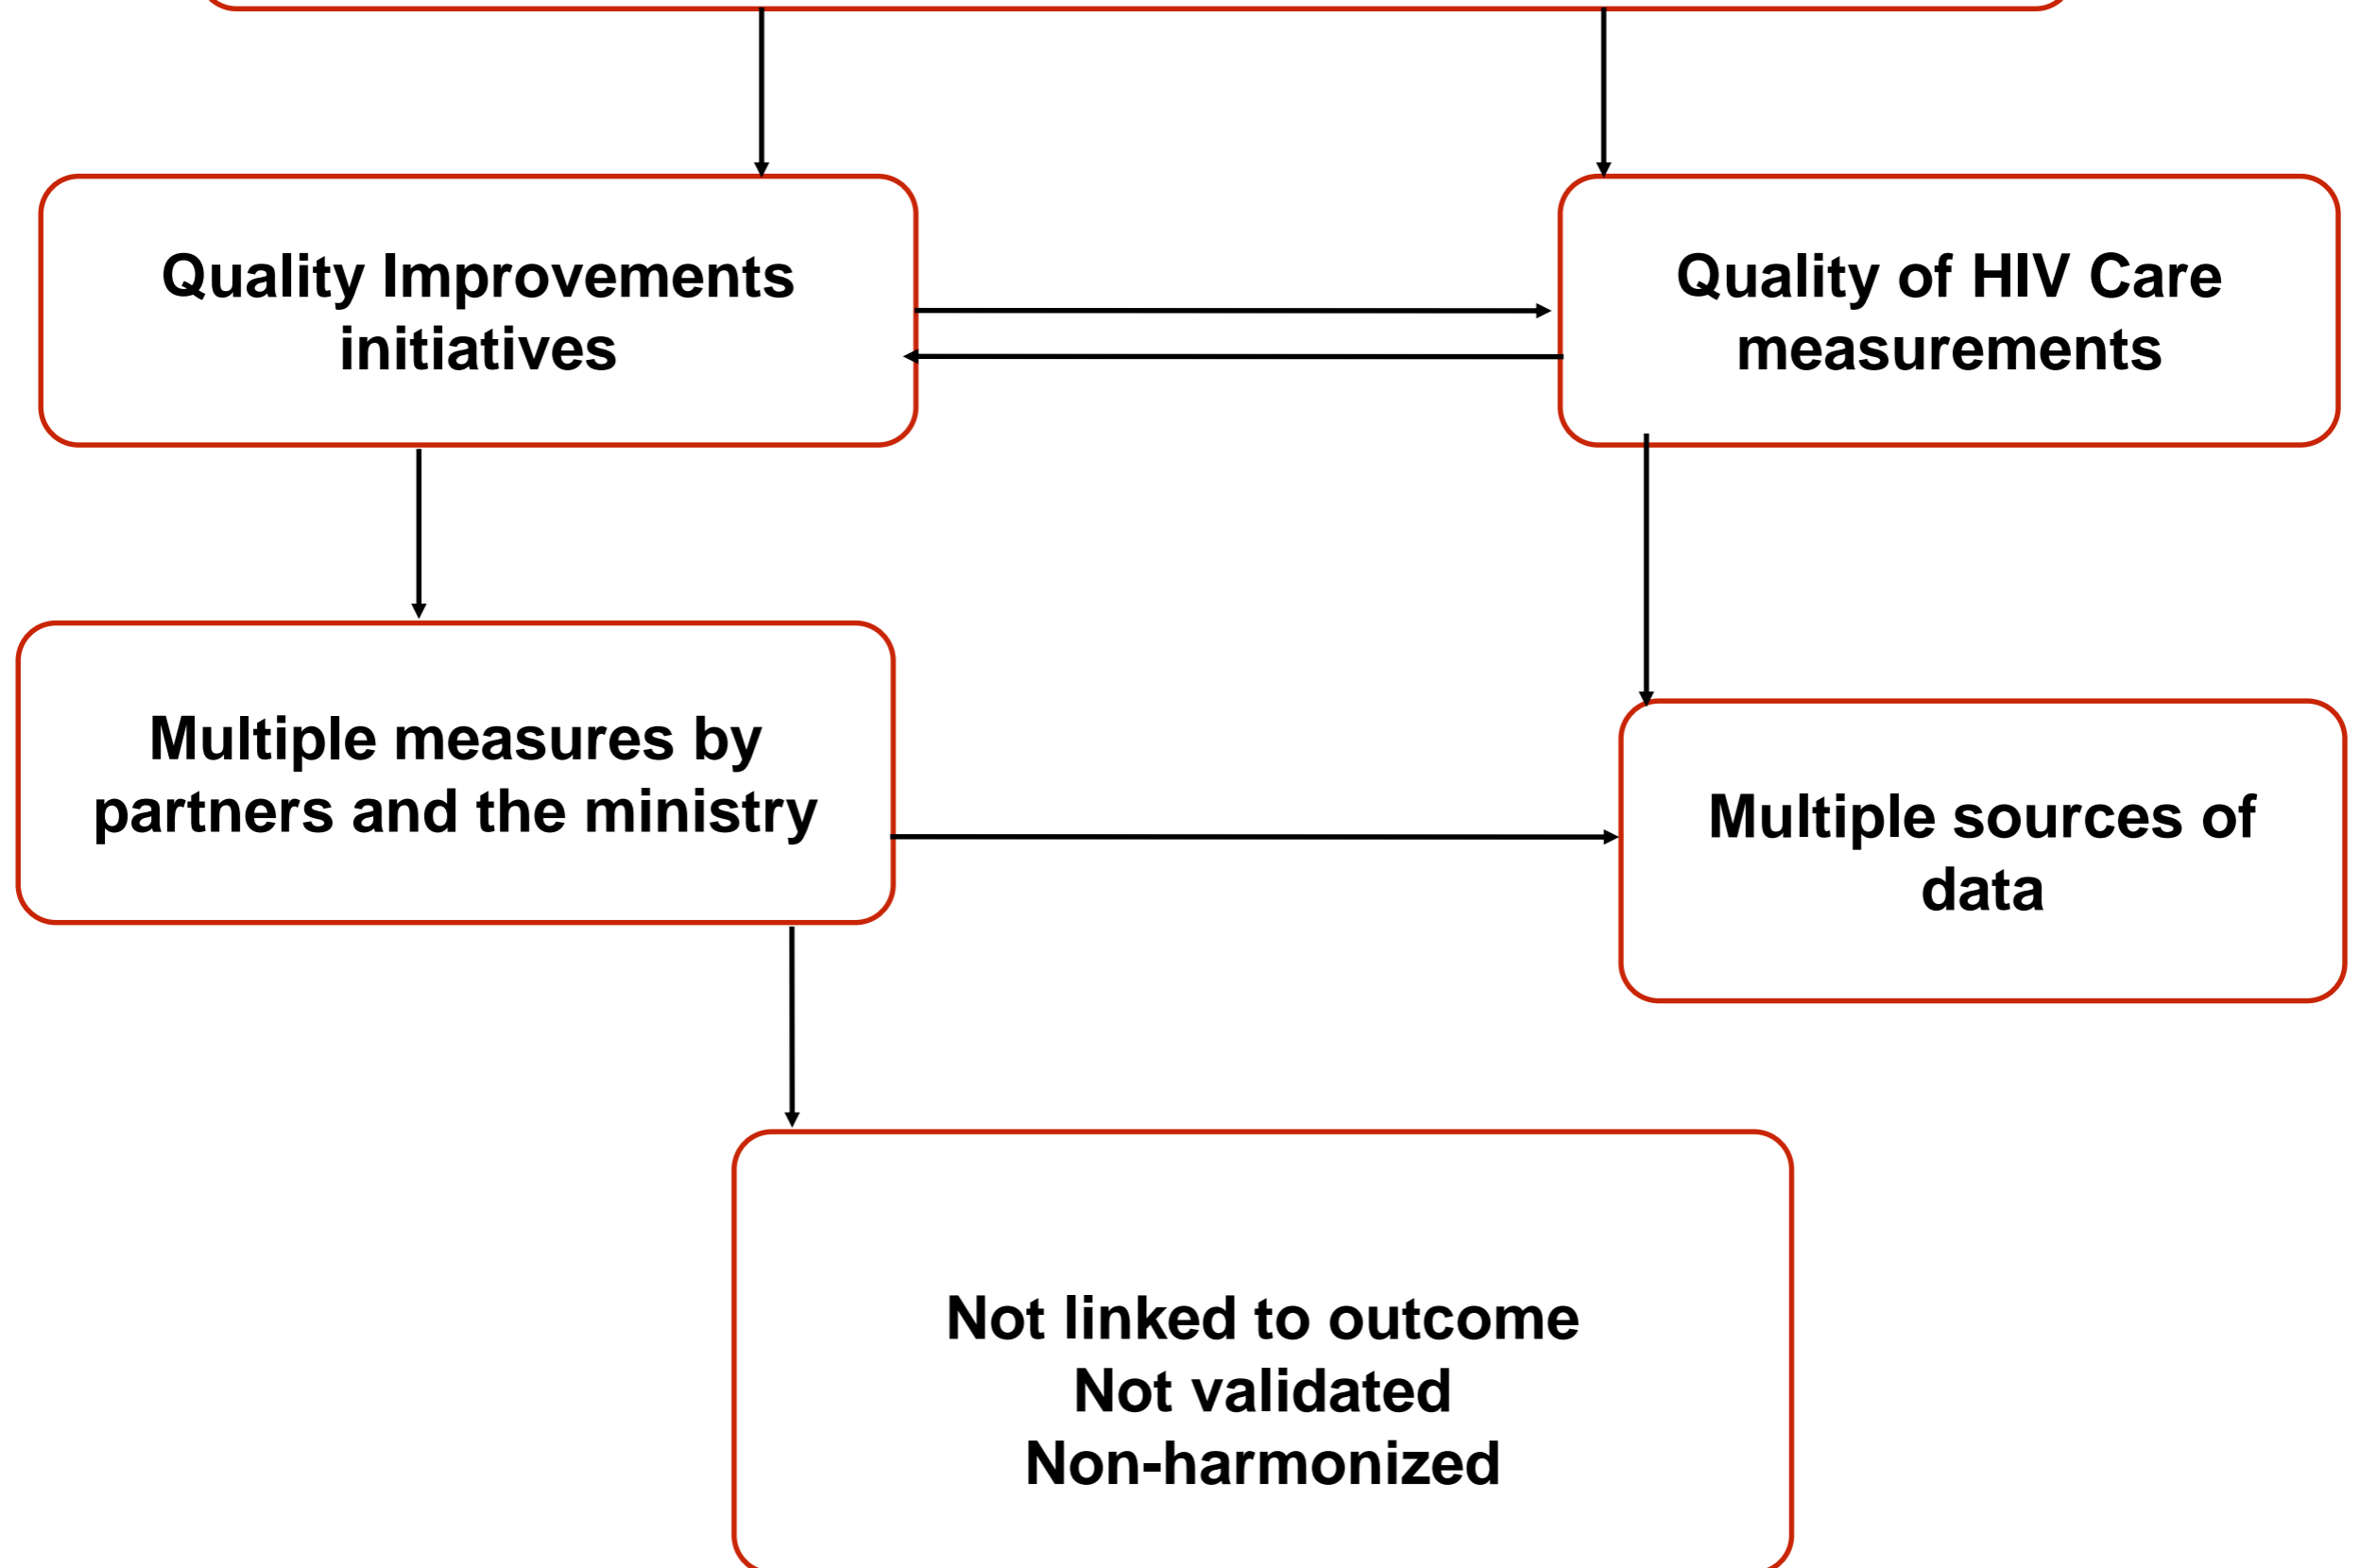 Quality Improvements
initiatives
Quality of HIV Care
measurements
Multiple measures by
partners and the ministry
Multiple sources of
data
Not linked to outcome
Not validated
Non-harmonized